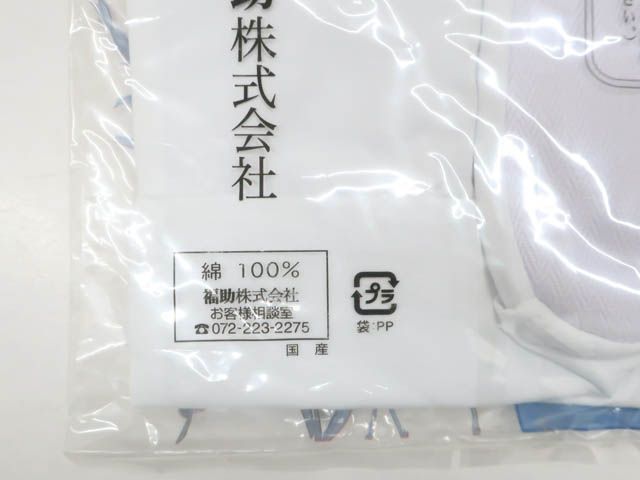 助株式会社
綿 100%
福助株式会社
お客様相談室
☎072-223-2275
国産
プラ
袋:PP